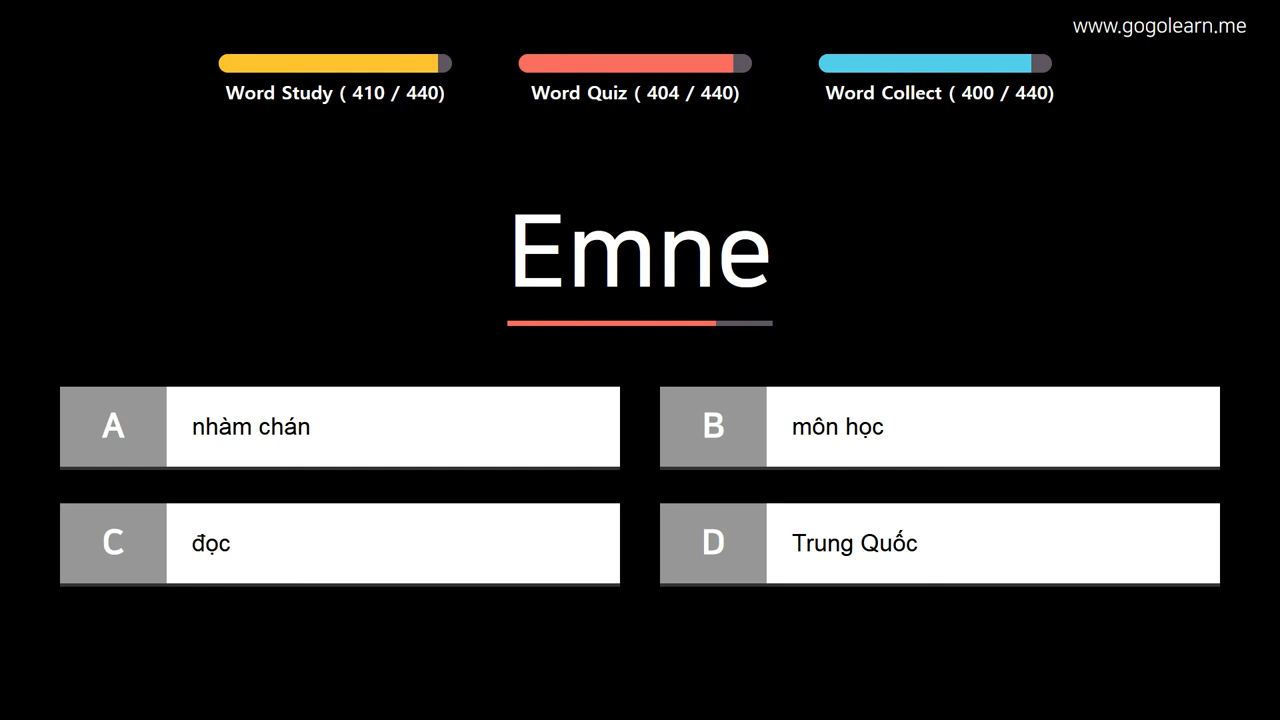 www.gogolearn.me
Word Study ( 410 / 440)
Word Quiz ( 404 / 440)
Word Collect ( 400 / 440)
Emne
A
nhàm chán
B
môn học
C
đọc
D
Trung Quốc